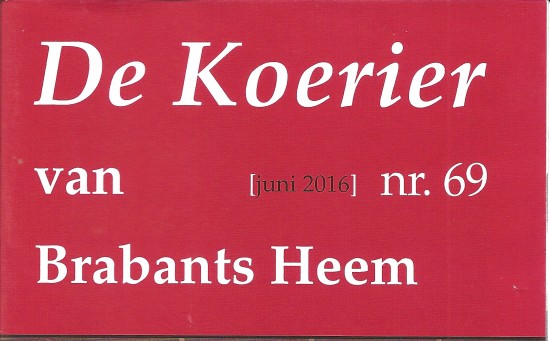 De Koerier
van [juni 2016] nr. 69
Brabants Heem